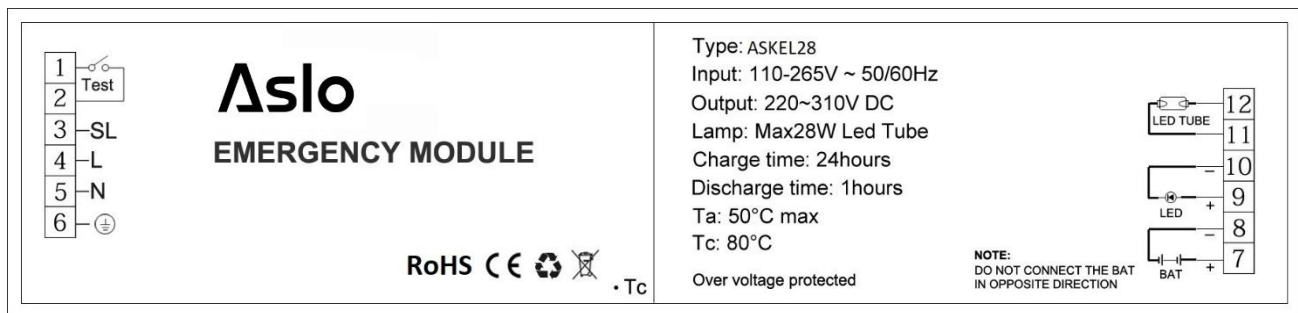 1
2
Test
3 SL
4 L
5 N
6
Aslo
EMERGENCY MODULE
RoHS CE
· Tc
Type: ASKEL28
Input: 110-265V ~ 50/60Hz
Output: 220~310V DC
Lamp: Max28W Led Tube
Charge time: 24hours
Discharge time: 1hours
Ta: 50°C max
Tc: 80°C
Over voltage protected
NOTE:
DO NOT CONNECT THE BAT
IN OPPOSITE DIRECTION
12
LED TUBE
11
– 10
LED + 9
– 8
BAT + 7